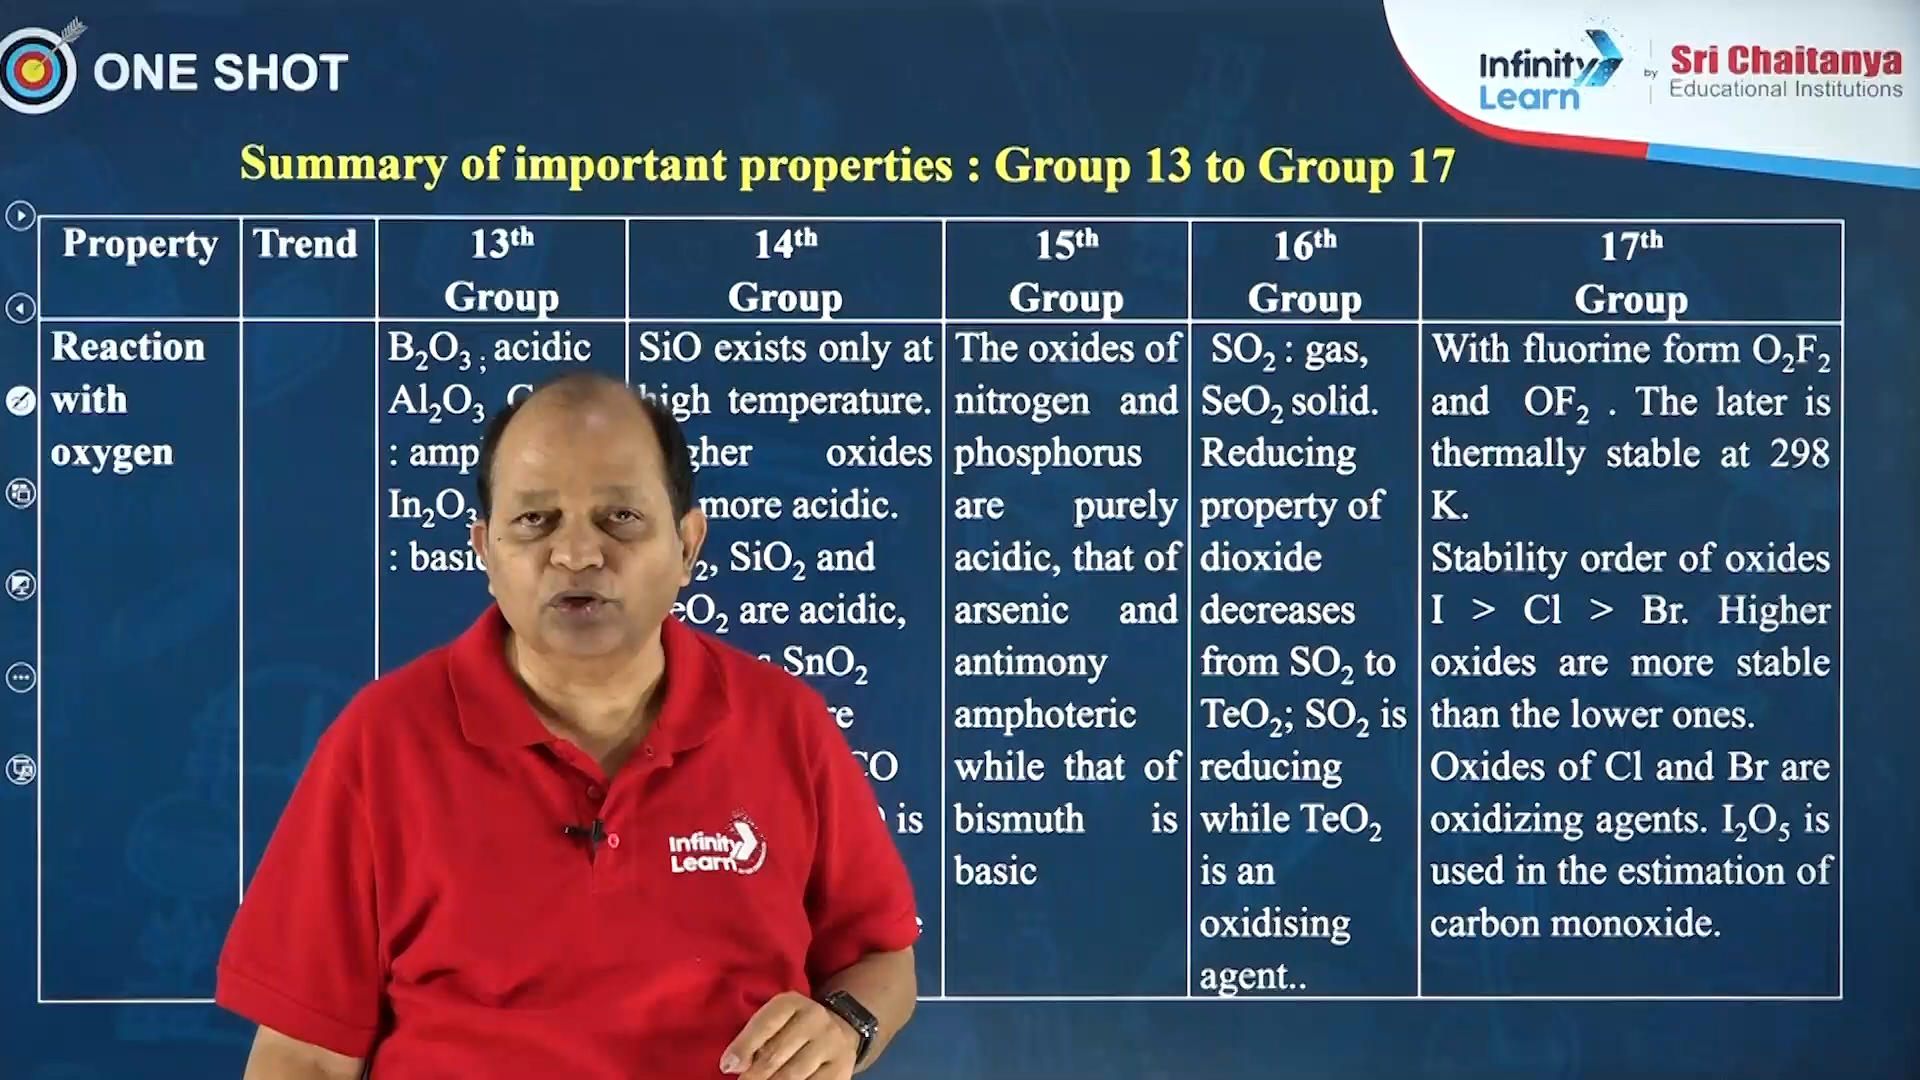 ONE SHOT
Infinity
Learn
by
Sri Chaitanya
Educational Institutions
Summary of important properties : Group 13 to Group 17
Property
Trend
13th
Group
14th
Group
15th
Group
16th
Group
17th
Group
Reaction
with
oxygen
B₂O₃ ; acidic
Al₂O₃
In₂O₃
SiO exists only at
high temperature.
oxides
more acidic.
SiO₂ and
are acidic,
SnO₂
is
The oxides of
nitrogen and
phosphorus
are purely
acidic, that of
arsenic and
antimony
amphoteric
while that of
bismuth is
basic
SO₂ : gas,
SeO₂ solid.
Reducing
property of
dioxide
decreases
from SO₂ to
TeO₂; SO₂ is
reducing
while TeO₂
is an
oxidising
agent..
With fluorine form O₂F₂
and OF₂ . The later is
thermally stable at 298
K.
Stability order of oxides
I > Cl > Br. Higher
oxides are more stable
than the lower ones.
Oxides of Cl and Br are
oxidizing agents. I₂O₅ is
used in the estimation of
carbon monoxide.
Infinity
Learn